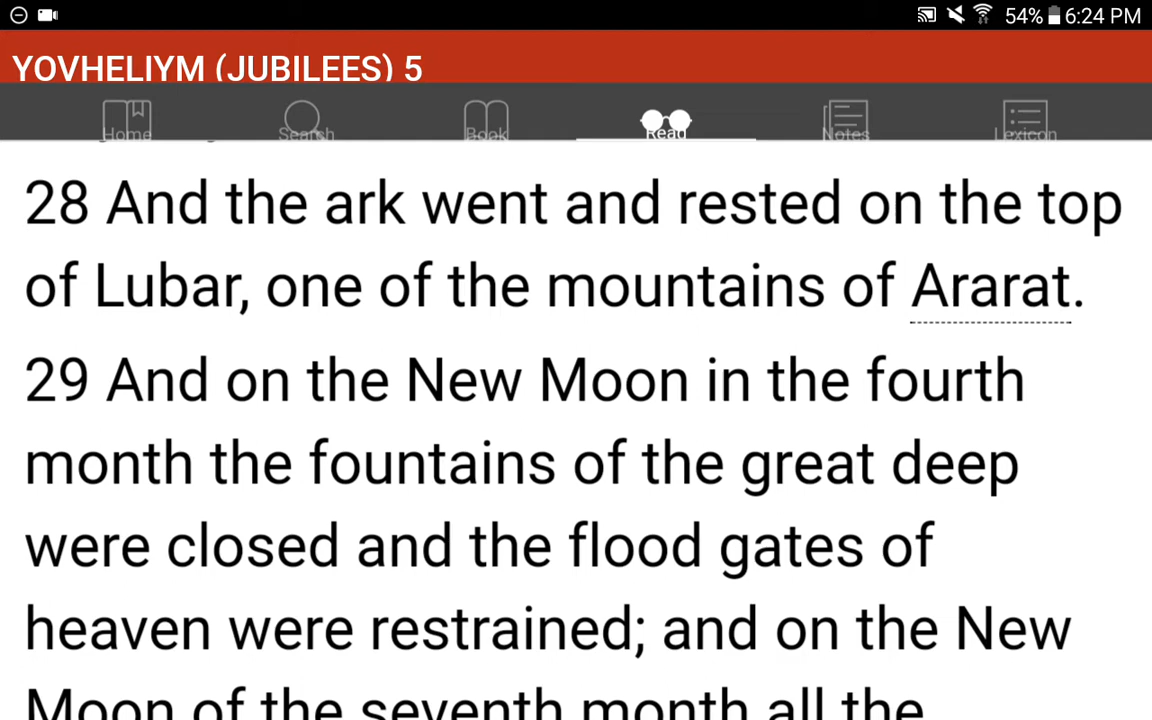 54% 6:24 PM
YOVHELIYM (JUBILEES) 5
Home Search Book Read Notes Lexicon
28 And the ark went and rested on the top
of Lubar, one of the mountains of Ararat.
29 And on the New Moon in the fourth
month the fountains of the great deep
were closed and the flood gates of
heaven were restrained; and on the New
Moon of the seventh month all the